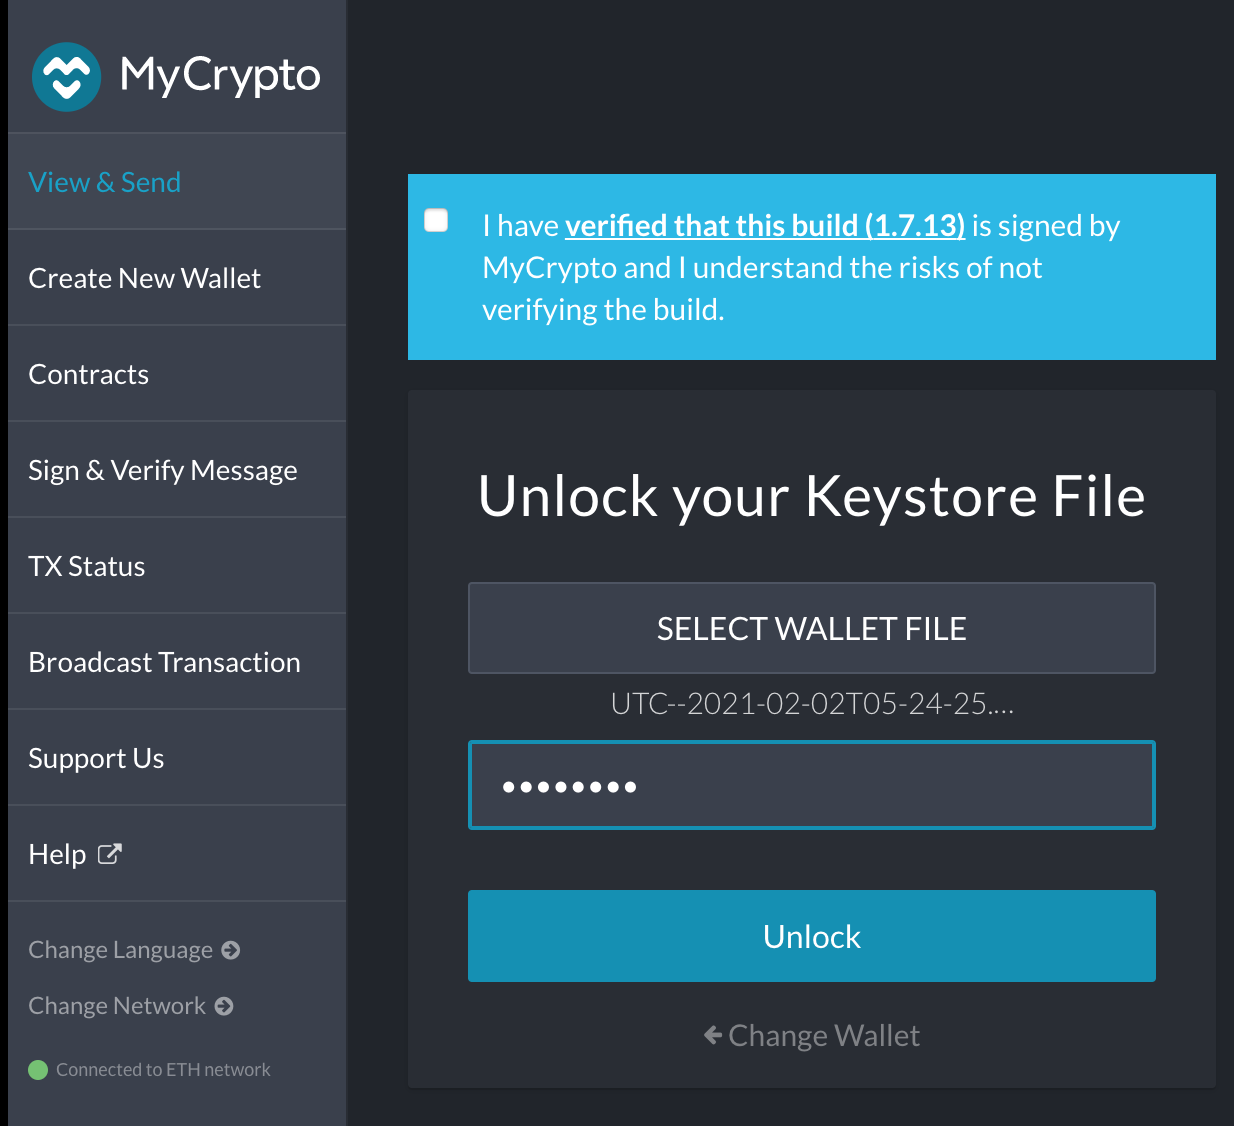 MyCrypto
View & Send
Create New Wallet
Contracts
Sign & Verify Message
TX Status
Broadcast Transaction
Support Us
Help
Change Language
Change Network
Connected to ETH network
I have verified that this build (1.7.13) is signed by
MyCrypto and I understand the risks of not
verifying the build.
Unlock your Keystore File
SELECT WALLET FILE
UTC--2021-02-02T05-24-25.…
••••••••
Unlock
Change Wallet